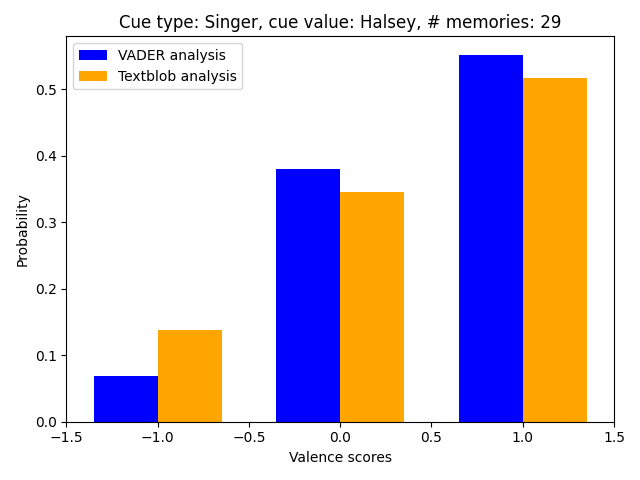 Cue type: Singer, cue value: Halsey, # memories: 29
VADER analysis
Textblob analysis
Probability
0.5
0.4
0.3
0.2
0.1
0.0
−1.5 −1.0 −0.5 0.0 0.5 1.0 1.5
Valence scores